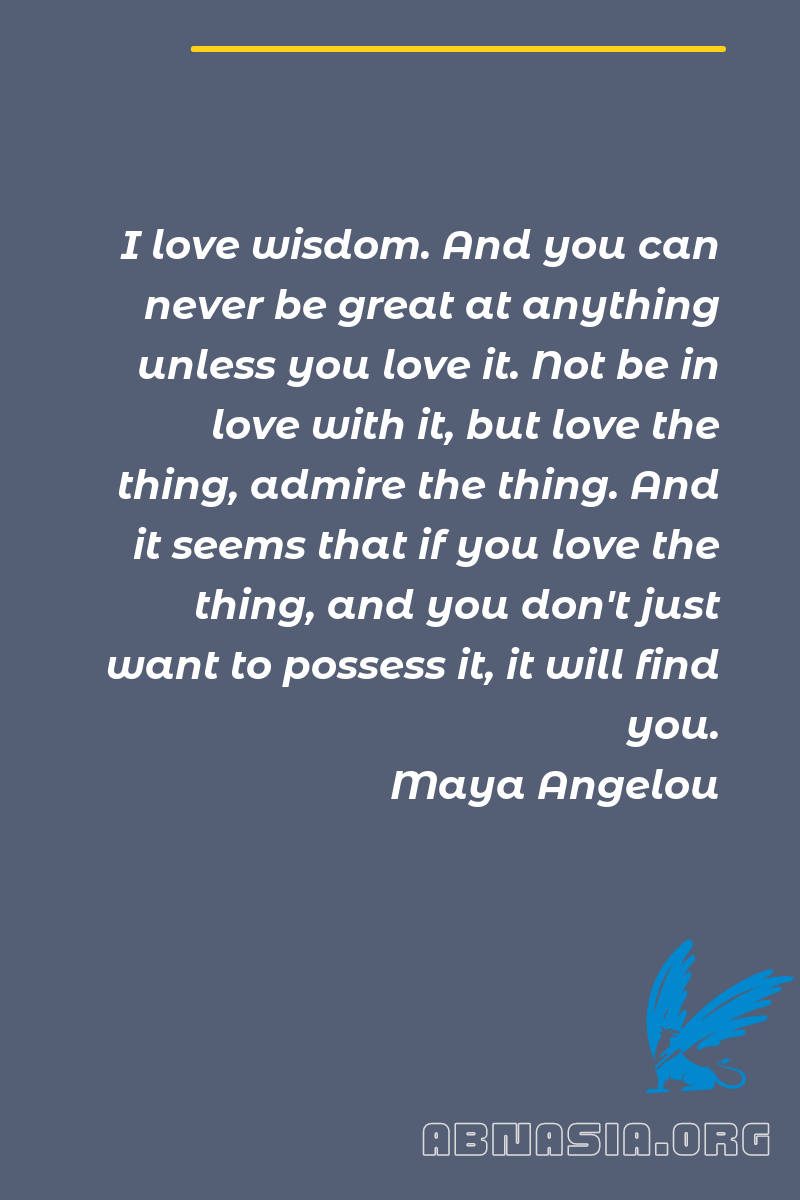 I love wisdom. And you can
never be great at anything
unless you love it. Not be in
love with it, but love the
thing, admire the thing. And
it seems that if you love the
thing, and you don't just
want to possess it, it will find
you.
Maya Angelou
ABNASIA.ORG